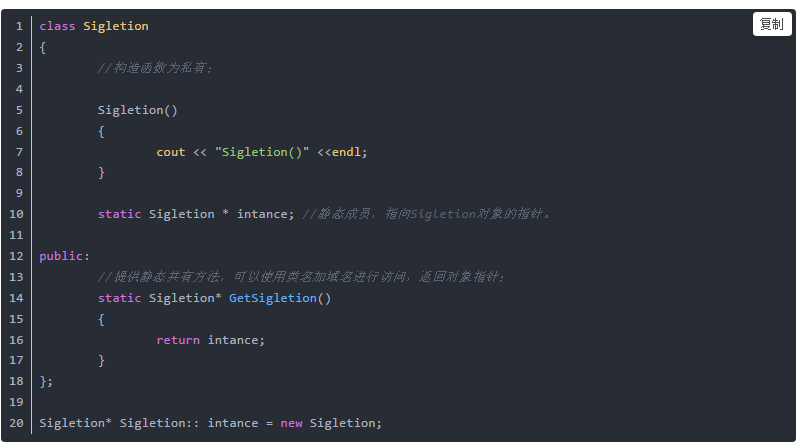 复制
1 class Sigletion
2 {
3 //构造函数为私有;
4
5 Sigletion()
6 {
7 cout << "Sigletion()" <<endl;
8 }
9
10 static Sigletion * intance; //静态成员，指向Sigletion对象的指针。
11
12 public:
13 //提供静态共有方法，可以使用类名加域名进行访问，返回对象指针;
14 static Sigletion* GetSigletion()
15 {
16 return intance;
17 }
18 };
19
20 Sigletion* Sigletion:: intance = new Sigletion;